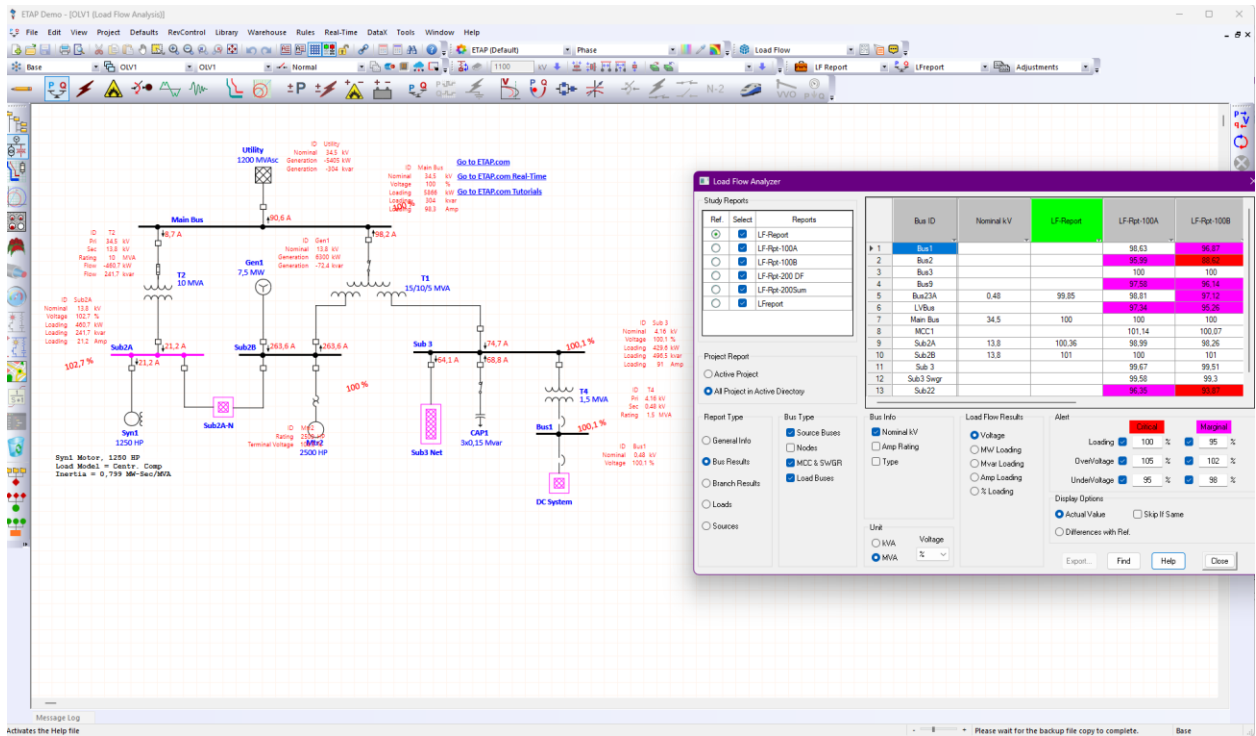 ETAP Demo - [OLV1 (Load Flow Analysis)]
File Edit View Project Defaults RevControl Library Warehouse Rules Real-Time DataX Tools Window Help
ETAP (Default) Phase Load Flow
Base OLV1 OLV1 Normal 1100 kV LF Report LFreport Adjustments
N-2 VVO
Utility
1200 MVAsc
ID Utility
Nominal 34.5 kV
Generation -5405 kW
Generation -304 kvar
ID Main Bus
Nominal 34.5 kV
Voltage 100 %
Loading 5866 kW
Loading 304 kvar
Loading 98.3 Amp
100 %
Go to ETAP.com
Go to ETAP.com Real-Time
Go to ETAP.com Tutorials
Main Bus
90,6 A
8,7 A
98,2 A
ID T2
Pri 34.5 kV
Sec 13.8 kV
Rating 10 MVA
Flow -460.7 kW
Flow 241.7 kvar
T2
10 MVA
ID Gen1
Nominal 13.8 kV
Generation 6300 kW
Generation -72.4 kvar
Gen1
7,5 MW
T1
15/10/5 MVA
ID Sub2A
Nominal 13.8 kV
Voltage 102,7 %
Loading 460,7 kW
Loading 241,7 kvar
Loading 21.2 Amp
Sub2A
21,2 A
102,7 %
21,2 A
Sub2B
263,6 A
263,6 A
100 %
Sub 3
74,7 A
100,1 %
64,1 A
68,8 A
ID Sub 3
Nominal 4.16 kV
Voltage 100.1 %
Loading 429.6 kW
Loading 496,5 kvar
Loading 91 Amp
T4
1,5 MVA
ID T4
Pri 4.16 kV
Sec 0.48 kV
Rating 1.5 MVA
Bus1
100,1 %
ID Bus1
Nominal 0.48 kV
Voltage 100.1 %
Syn1
1250 HP
Sub2A-N
Mtr2
2500 HP
Terminal Voltage
Sub3 Net
CAP1
3x0,15 Mvar
DC System
Syn1 Motor, 1250 HP
Load Model = Centr. Comp
Inertia = 0,799 MW-Sec/MVA
Load Flow Analyzer
Study Reports
Ref. Select Reports
LF-Report
LF-Rpt-100A
LF-Rpt-100B
LF-Rpt-200 DF
LF-Rpt-200Sum
LFreport
Project Report
Active Project
All Project in Active Directory
Bus ID Nominal kV LF-Report LF-Rpt-100A LF-Rpt-100B
1 Bus1 98,63 96,87
2 Bus2 95,99 88,62
3 Bus3 100 100
4 Bus9 97,58 96,14
5 Bus23A 0,48 99,85 98,81 97,12
6 LVBus 97,34 95,26
7 Main Bus 34,5 100 100 100
8 MCC1 101,14 100,07
9 Sub2A 13.8 100,36 98,99 98,26
10 Sub2B 13.8 101 100 101
11 Sub 3 99,67 99,51
12 Sub3 Swgr 99,58 99,3
13 Sub22 96,35 93,87
Report Type
General Info
Bus Results
Branch Results
Loads
Sources
Bus Type
Source Buses
Nodes
MCC & SWGR
Load Buses
Bus Info
Nominal kV
Amp Rating
Type
Unit
kVA
MVA
Voltage
%
Load Flow Results
Voltage
MW Loading
Mvar Loading
Amp Loading
% Loading
Alert
Critical Marginal
Loading 100 % 95 %
OverVoltage 105 % 102 %
UnderVoltage 95 % 98 %
Display Options
Actual Value Skip If Same
Differences with Ref.
Export... Find Help Close
Message Log
Activates the Help file
Please wait for the backup file copy to complete. Base